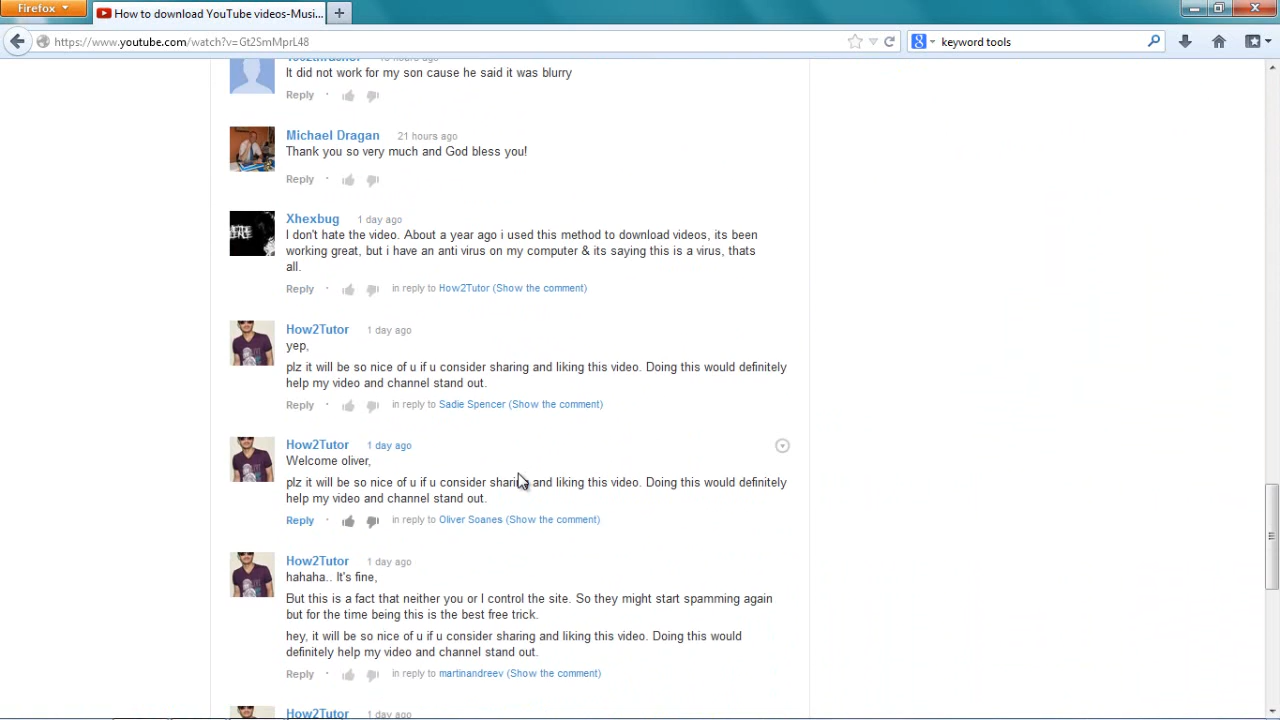 Firefox
How to download YouTube videos-Musi...
https://www.youtube.com/watch?v=Gt2SmMprL48
keyword tools
It did not work for my son cause he said it was blurry
Reply
Michael Dragan 21 hours ago
Thank you so very much and God bless you!
Reply
Xhexbug 1 day ago
I don't hate the video. About a year ago i used this method to download videos, its been
working great, but i have an anti virus on my computer & its saying this is a virus, thats
all.
Reply in reply to How2Tutor (Show the comment)
How2Tutor 1 day ago
yep,
plz it will be so nice of u if u consider sharing and liking this video. Doing this would definitely
help my video and channel stand out.
Reply in reply to Sadie Spencer (Show the comment)
How2Tutor 1 day ago
Welcome oliver,
plz it will be so nice of u if u consider sharing and liking this video. Doing this would definitely
help my video and channel stand out.
Reply in reply to Oliver Soanes (Show the comment)
How2Tutor 1 day ago
hahaha.. It's fine,
But this is a fact that neither you or I control the site. So they might start spamming again
but for the time being this is the best free trick.
hey, it will be so nice of u if u consider sharing and liking this video. Doing this would
definitely help my video and channel stand out.
Reply in reply to martinandreev (Show the comment)
How2Tutor 1 day ago